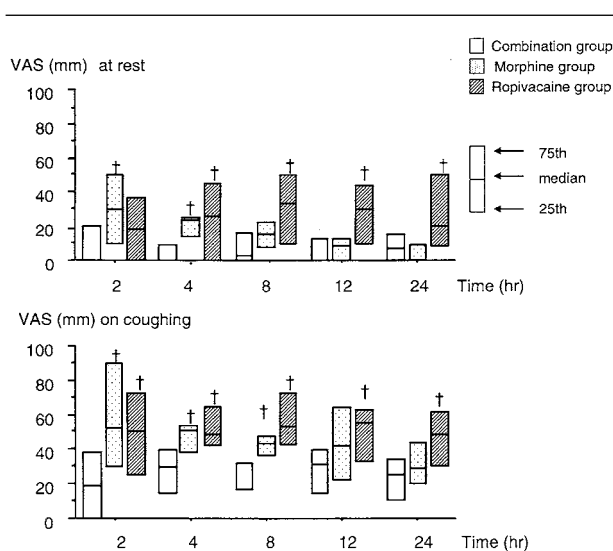 Combination group
Morphine group
Ropivacaine group
VAS (mm) at rest
100
80
60
40
20
0
† † † † † †
2 4 8 12 24 Time (hr)
75th
median
25th
VAS (mm) on coughing
100
80
60
40
20
0
† † † † † † † †
2 4 8 12 24 Time (hr)